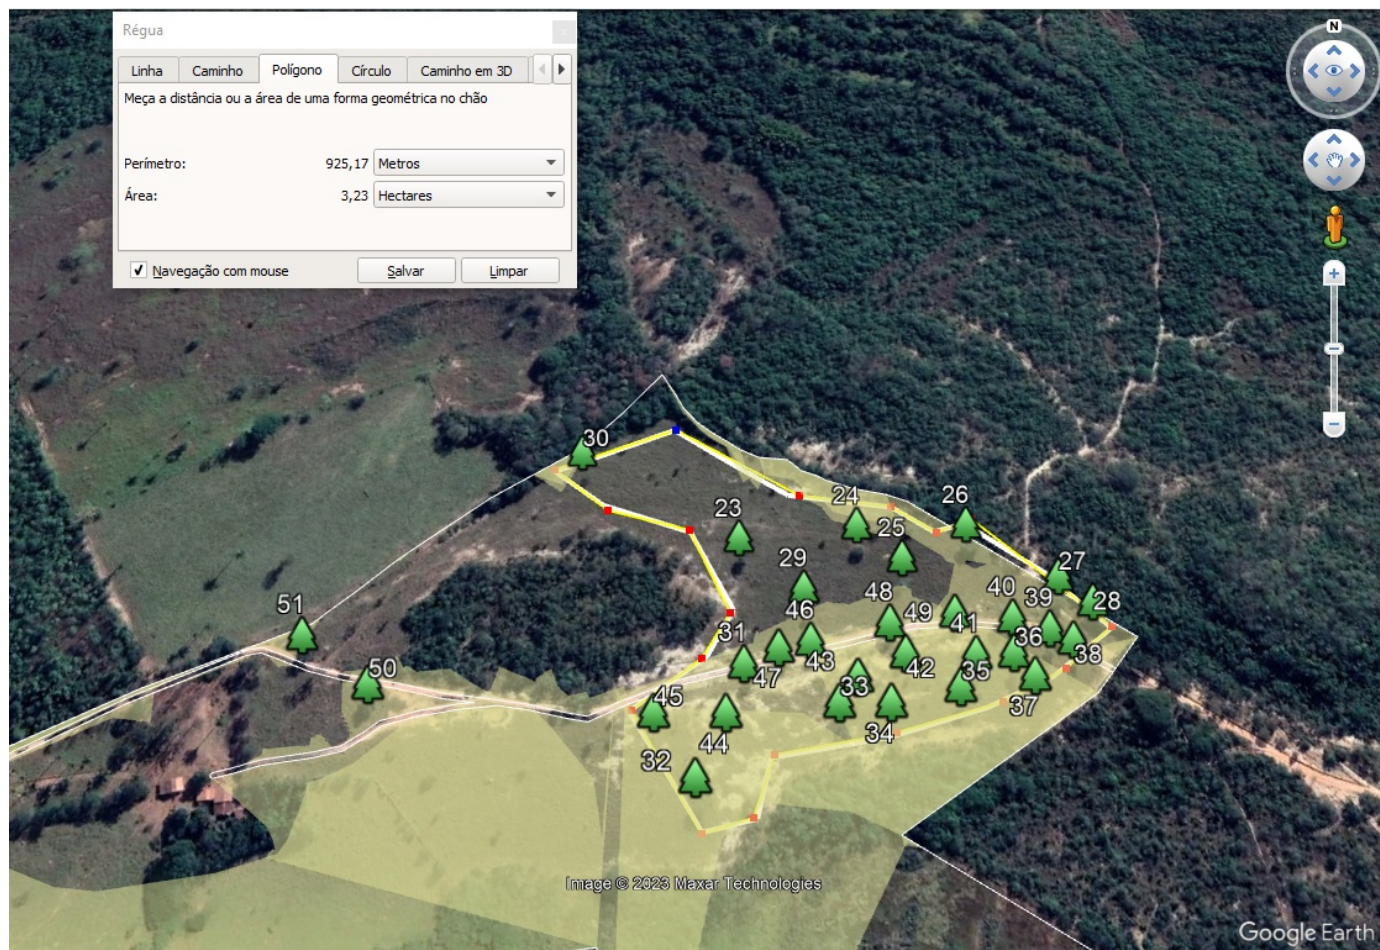 Régua
Linha Caminho Polígono Círculo Caminho em 3D
Meça a distância ou a área de uma forma geométrica no chão
Perímetro: 925,17 Metros
Área: 3,23 Hectares
Navegação com mouse Salvar Limpar
N
30
24 26
23
25
29 27
40 39 28
51 46 48 49
31 41 36
43 38
50 47 42 35
45 33 37
44 34
32
Image © 2023 Maxar Technologies
Google Earth